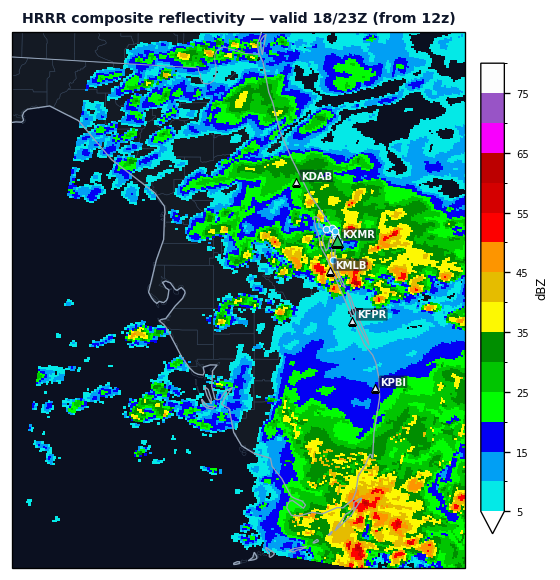 HRRR composite reflectivity — valid 18/23Z (from 12z)
KDAB
KXMR
KMLB
KFPR
KPBI
75
65
55
45
35
25
15
5
dBZ